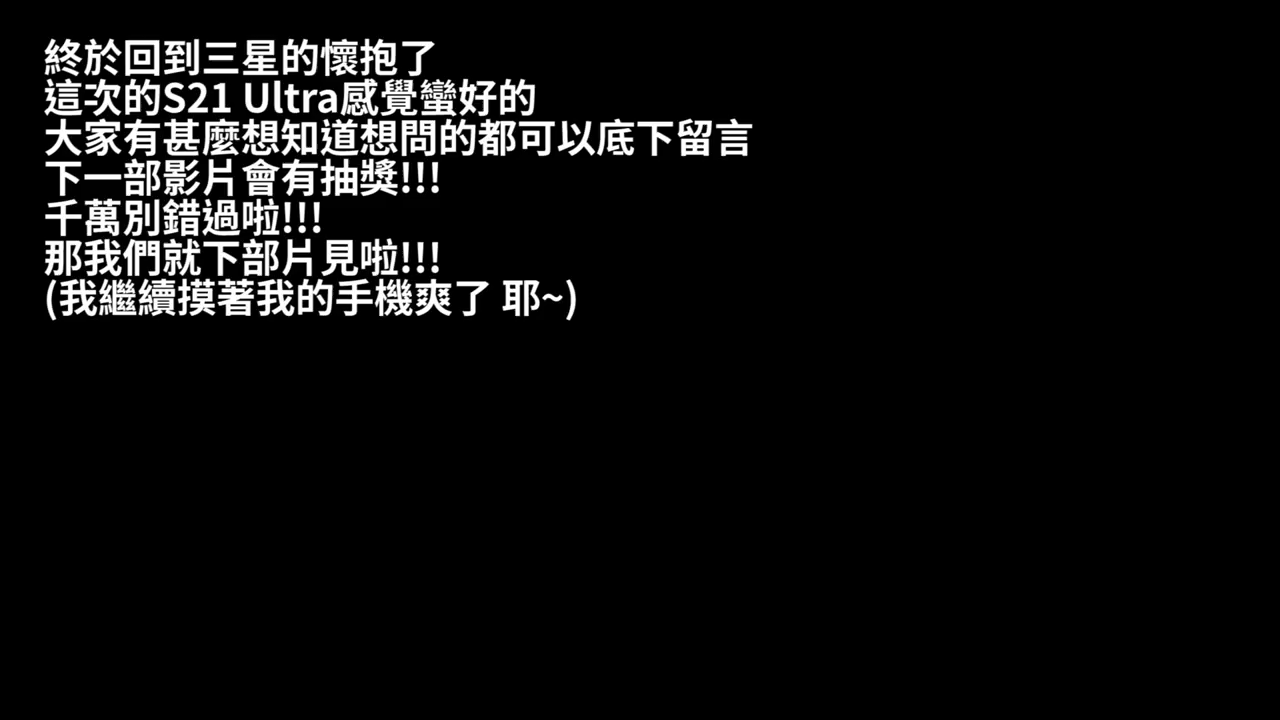 終於回到三星的懷抱了
這次的S21 Ultra感覺蠻好的
大家有甚麼想知道想問的都可以底下留言
下一部影片會有抽獎!!!
千萬別錯過啦!!!
那我們就下部片見啦!!!
(我繼續摸著我的手機爽了 耶~)